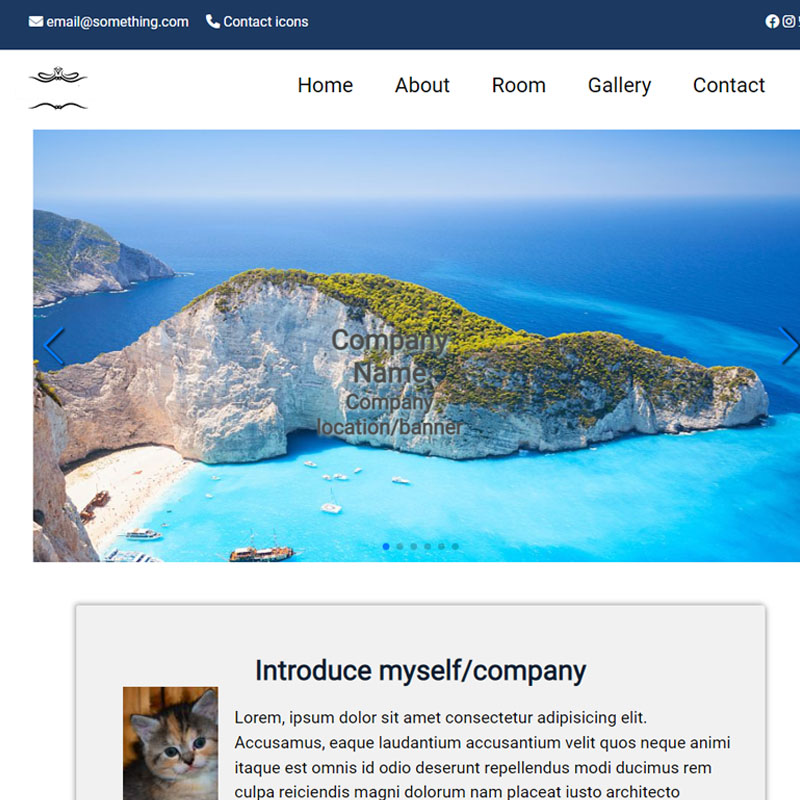 email@something.com Contact icons
Home About Room Gallery Contact
Company
Name
Company
location/banner
Introduce myself/company
Lorem, ipsum dolor sit amet consectetur adipisicing elit.
Accusamus, eaque laudantium accusantium velit quos neque animi
itaque est omnis id odio deserunt repellendus modi ducimus rem
culpa reiciendis magni dolorum nam placeat iusto architecto